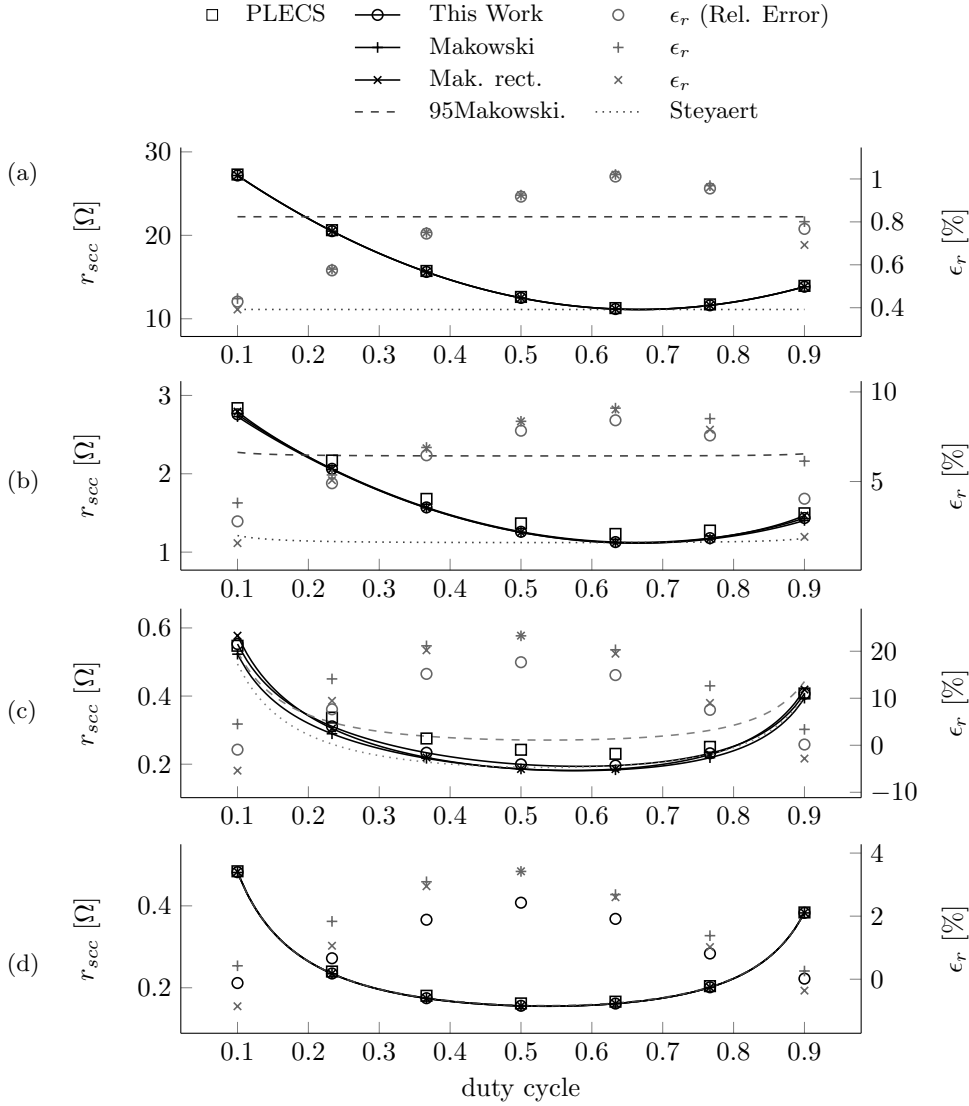 PLECS This Work ϵr (Rel. Error)
Makowski ϵr
Mak. rect. ϵr
95Makowski. Steyaert
(a)
rscc [Ω]
30
20
10
1
0.8
0.6
0.4
ϵr [%]
0.1 0.2 0.3 0.4 0.5 0.6 0.7 0.8 0.9
(b)
rscc [Ω]
3
2
1
10
5
ϵr [%]
0.1 0.2 0.3 0.4 0.5 0.6 0.7 0.8 0.9
(c)
rscc [Ω]
0.6
0.4
0.2
20
10
0
−10
ϵr [%]
0.1 0.2 0.3 0.4 0.5 0.6 0.7 0.8 0.9
(d)
rscc [Ω]
0.4
0.2
4
2
0
ϵr [%]
0.1 0.2 0.3 0.4 0.5 0.6 0.7 0.8 0.9
duty cycle